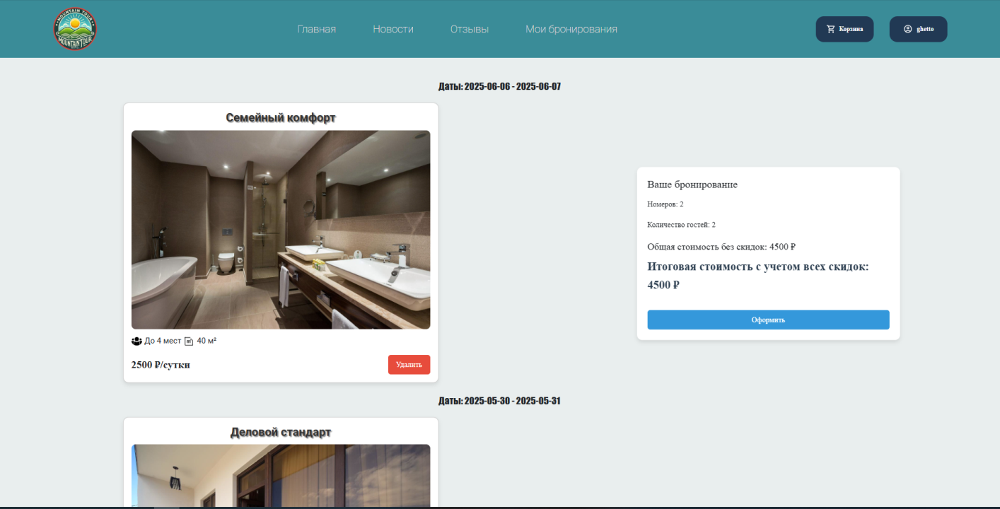 MOUNTAIN TOUR
MOUNTAIN TOUR
Главная
Новости
Отзывы
Мои бронирования
Корзина
ghetto
Даты: 2025-06-06 - 2025-06-07
Семейный комфорт
До 4 мест 40 м²
2500 ₽/сутки
Удалить
Ваше бронирование
Номеров: 2
Количество гостей: 2
Общая стоимость без скидок: 4500 ₽
Итоговая стоимость с учетом всех скидок:
4500 ₽
Оформить
Даты: 2025-05-30 - 2025-05-31
Деловой стандарт